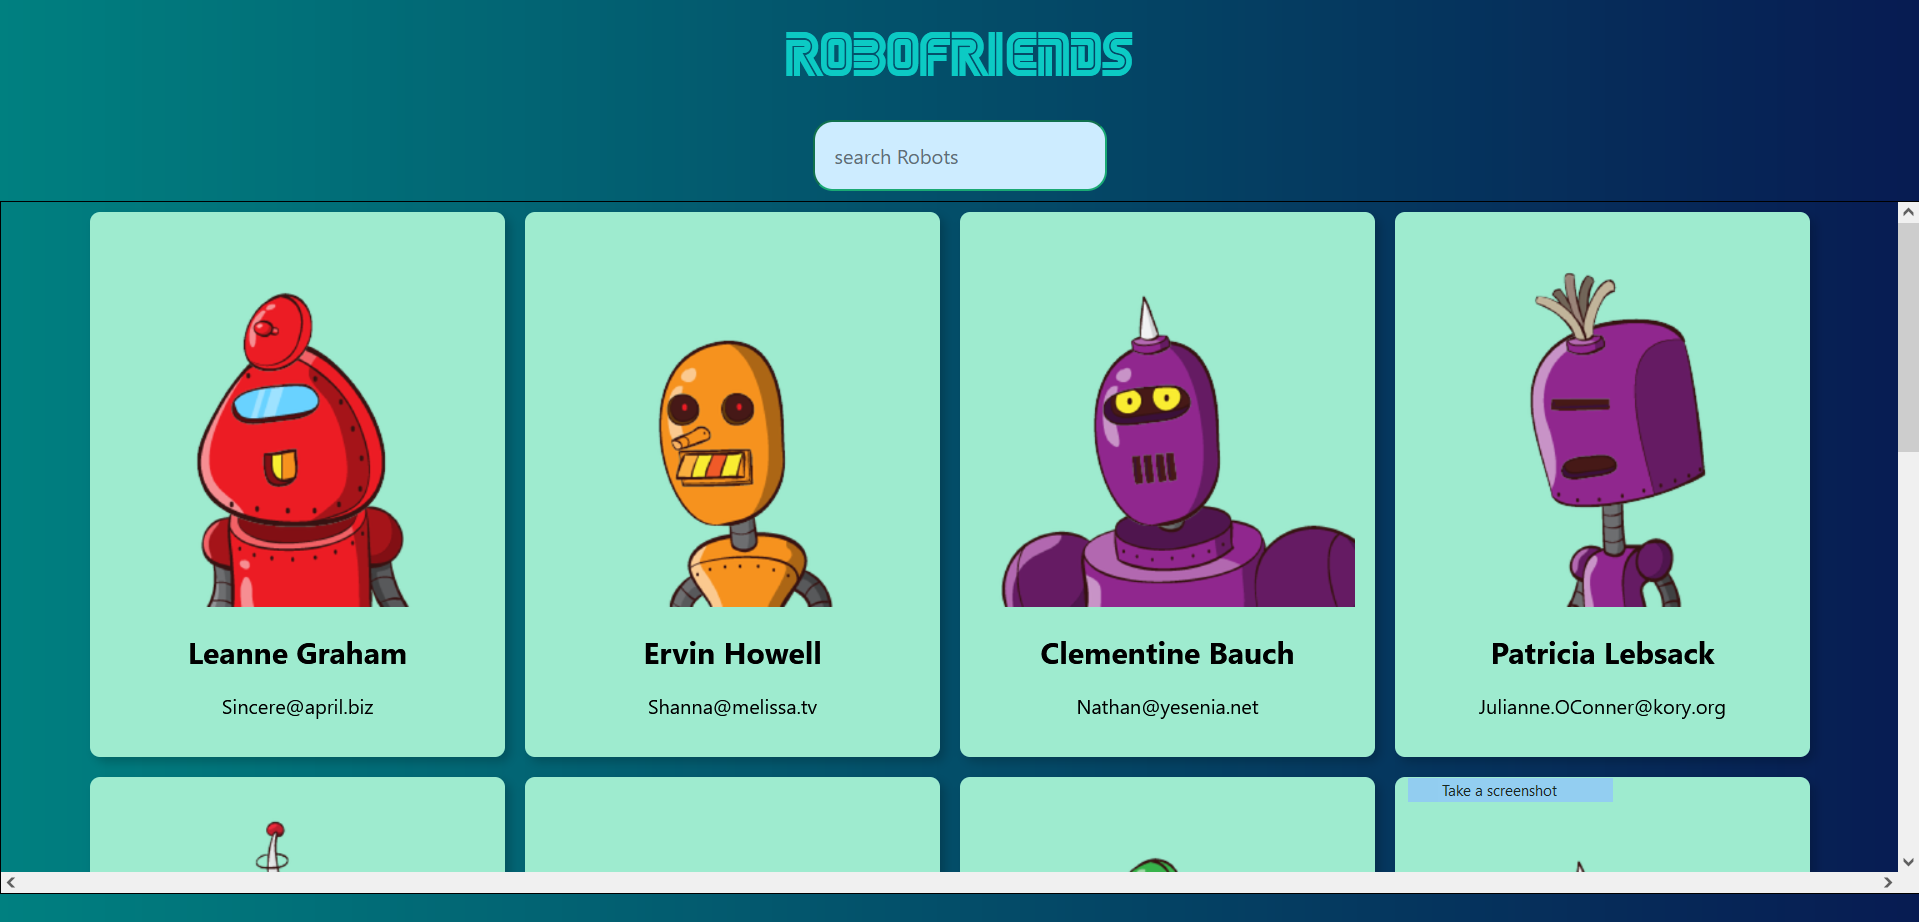 ROBOFRIENDS
search Robots
Leanne Graham
Sincere@april.biz
Ervin Howell
Shanna@melissa.tv
Clementine Bauch
Nathan@yesenia.net
Patricia Lebsack
Julianne.OConner@kory.org
Take a screenshot